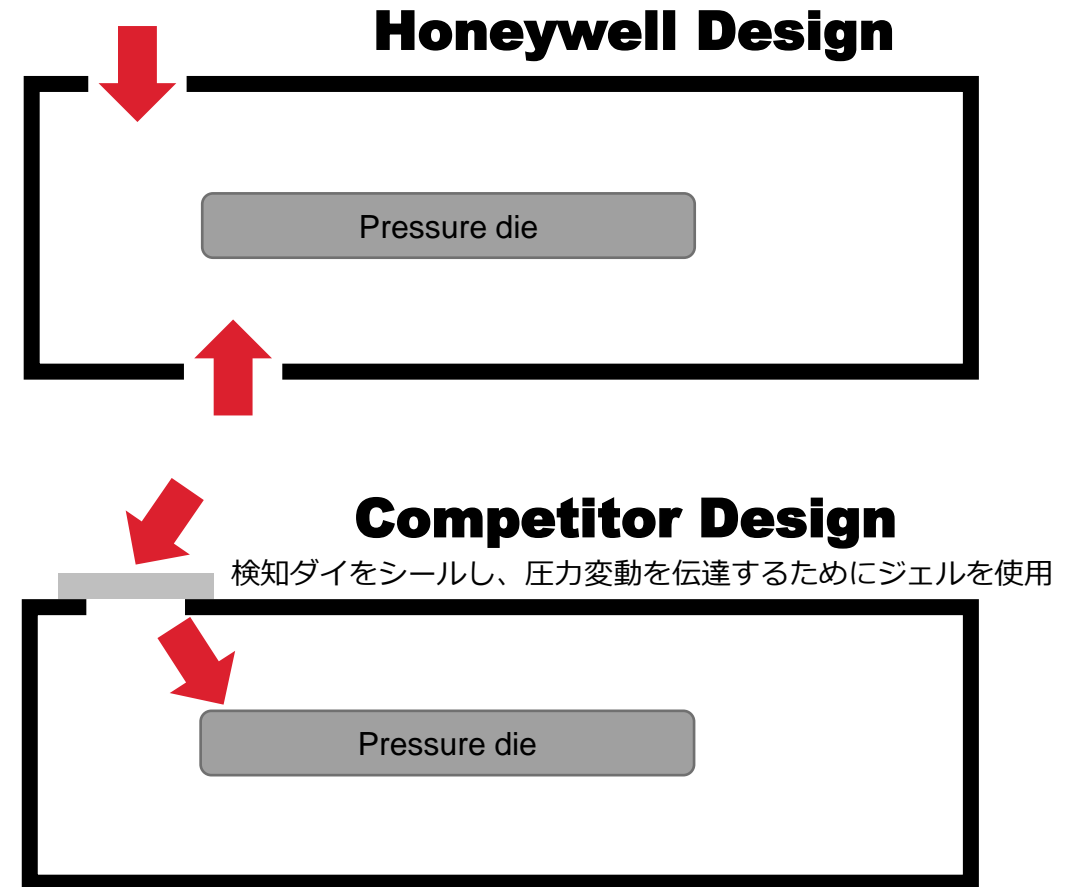 Honeywell Design
Pressure die
Competitor Design
検知ダイをシールし、圧力変動を伝達するためにジェルを使用
Pressure die